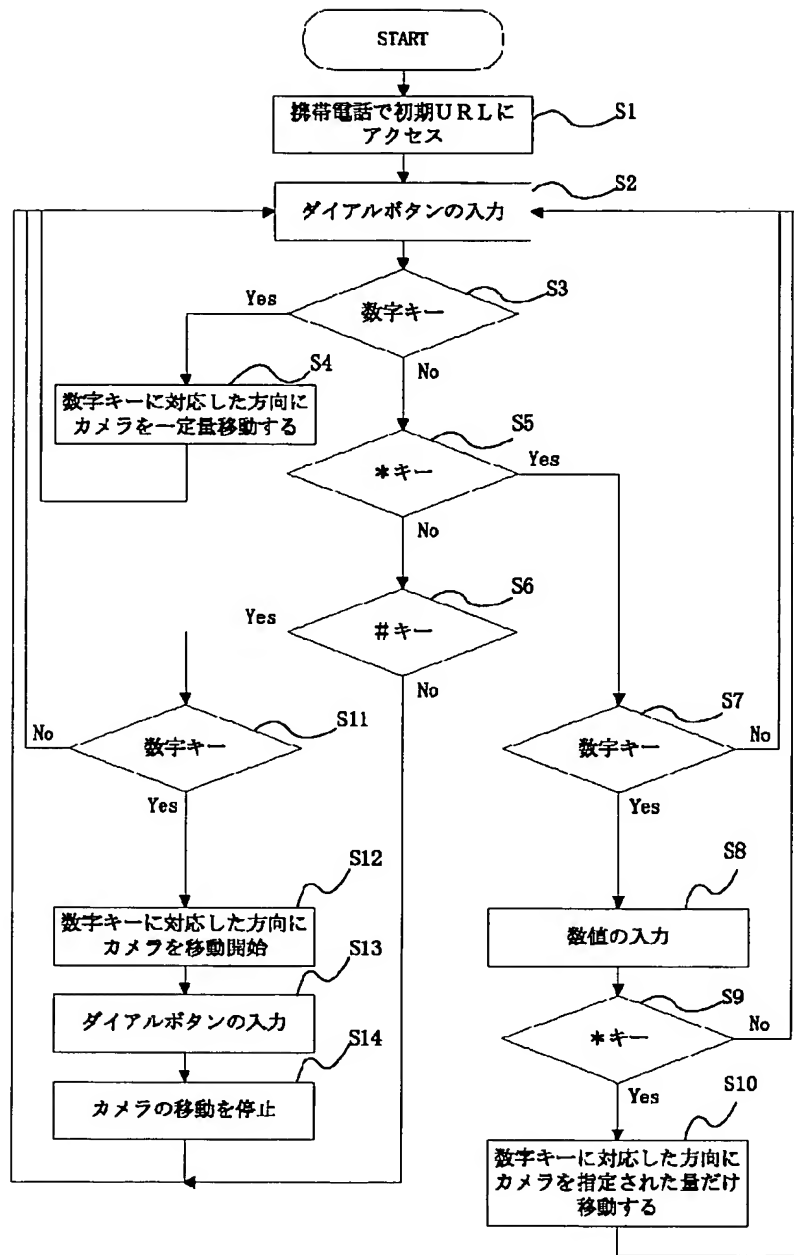 START
携帯電話で初期URLに
アクセス
S1
ダイアルボタンの入力
S2
数字キー
S3
Yes
No
数字キーに対応した方向に
カメラを一定量移動する
S4
*キー
S5
Yes
No
#キー
S6
Yes
No
数字キー
S11
No
Yes
数字キー
S7
No
Yes
数字キーに対応した方向に
カメラを移動開始
S12
数値の入力
S8
ダイアルボタンの入力
S13
*キー
S9
No
Yes
カメラの移動を停止
S14
数字キーに対応した方向に
カメラを指定された量だけ
移動する
S10